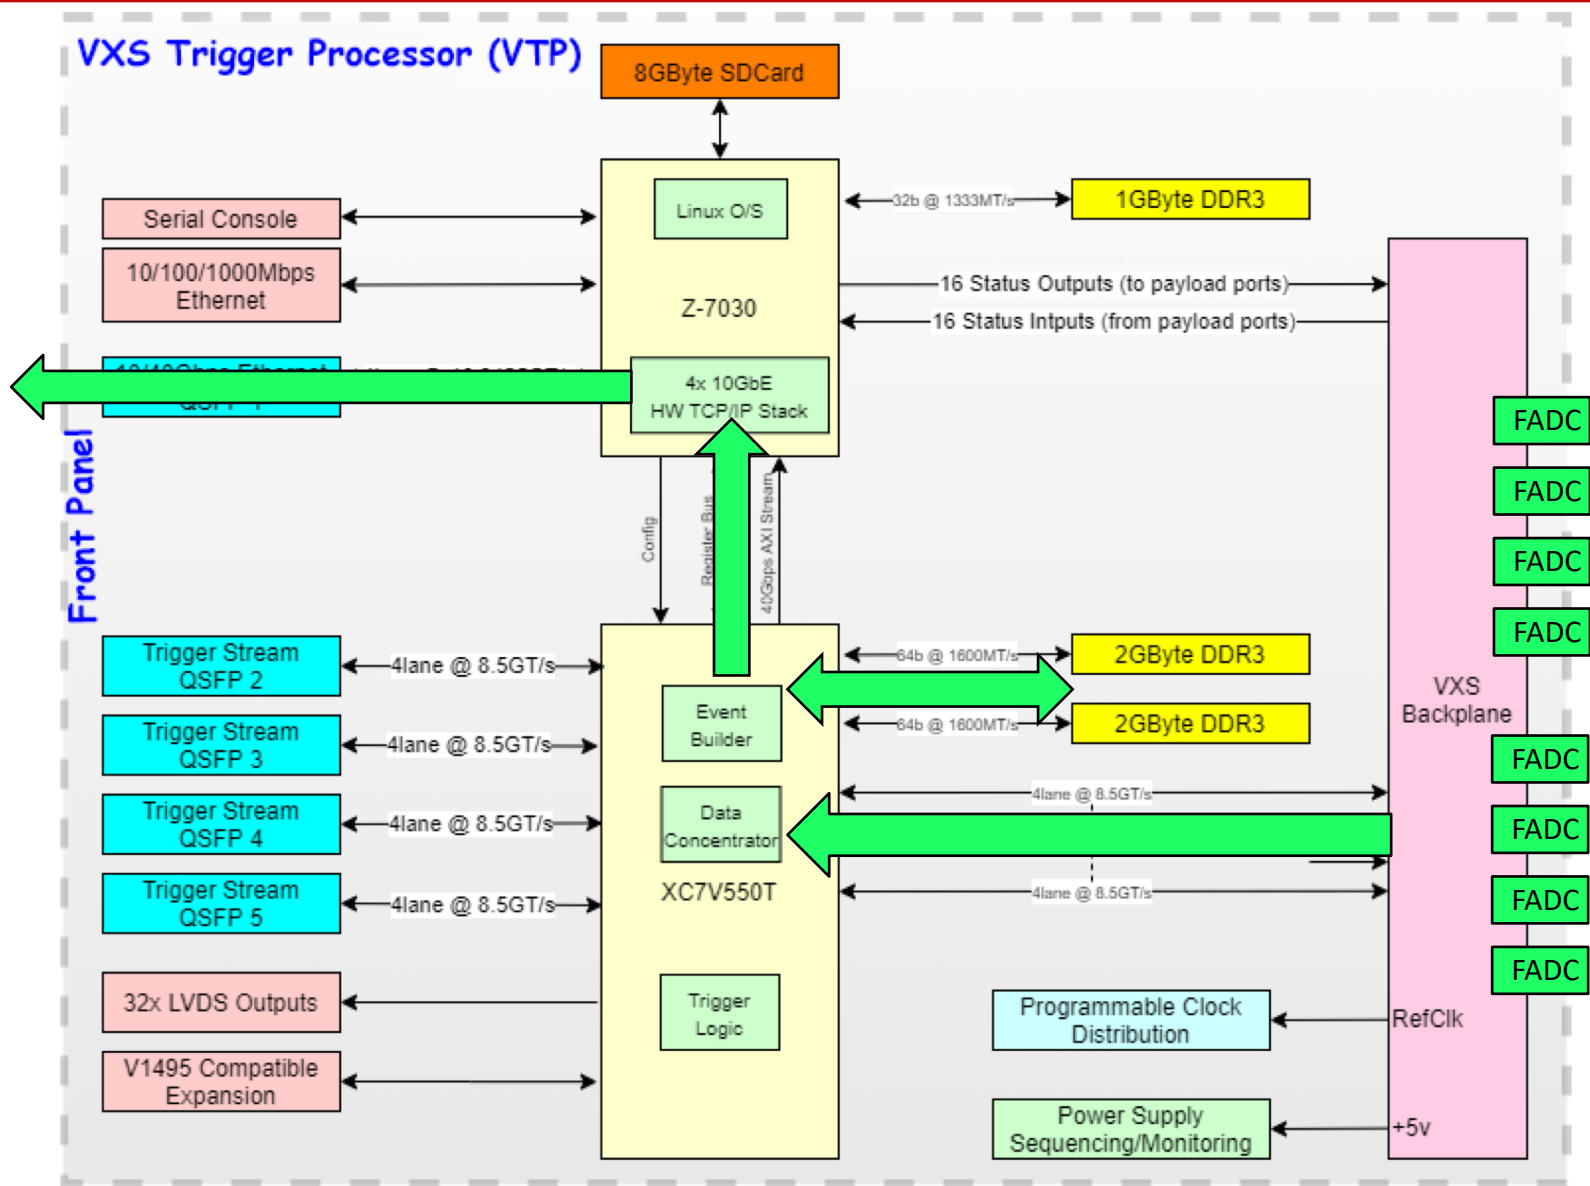 VXS Trigger Processor (VTP)
8GByte SDCard
Linux O/S
Z-7030
4x 10GbE
HW TCP/IP Stack
Serial Console
10/100/1000Mbps
Ethernet
32b @ 1333MT/s
1GByte DDR3
16 Status Outputs (to payload ports)
16 Status Intputs (from payload ports)
Front Panel
Config
Register Bus
40Gbps AXI Stream
FADC
FADC
FADC
FADC
Trigger Stream
QSFP 2
4lane @ 8.5GT/s
Trigger Stream
QSFP 3
4lane @ 8.5GT/s
Trigger Stream
QSFP 4
4lane @ 8.5GT/s
Trigger Stream
QSFP 5
4lane @ 8.5GT/s
32x LVDS Outputs
V1495 Compatible
Expansion
Event
Builder
Data
Concentrator
XC7V550T
Trigger
Logic
64b @ 1600MT/s
2GByte DDR3
64b @ 1600MT/s
2GByte DDR3
4lane @ 8.5GT/s
4lane @ 8.5GT/s
VXS
Backplane
FADC
FADC
FADC
FADC
Programmable Clock
Distribution
RefClk
Power Supply
Sequencing/Monitoring
+5v